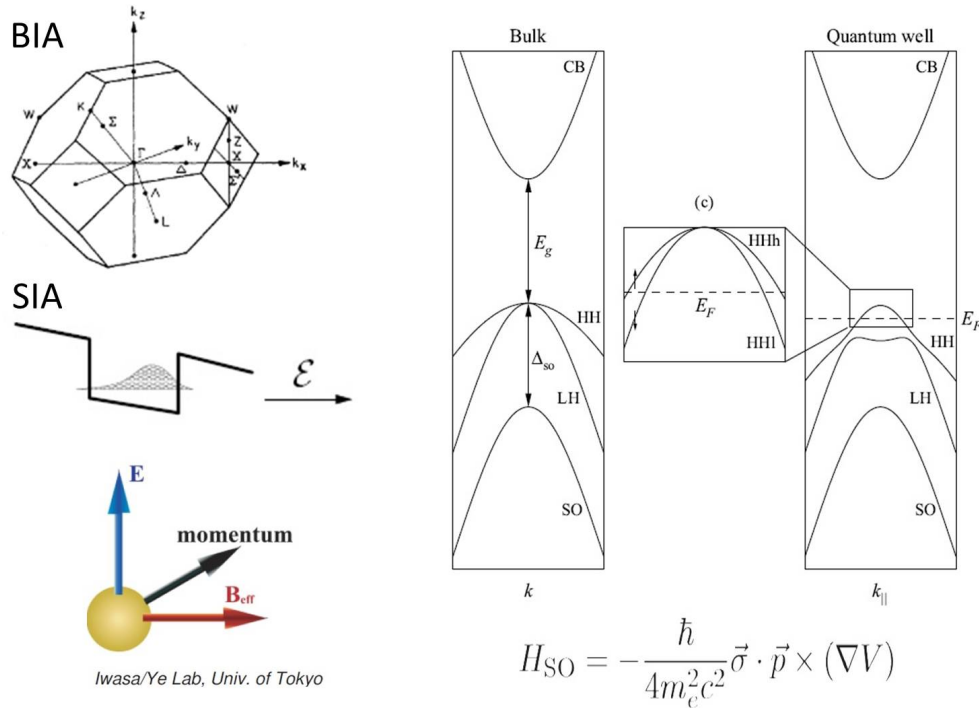 BIA
k_z
W
K
Σ
Γ
k_y
W
Z
X
X
Δ
k_x
Σ'
Λ
L
SIA
ℰ
E
momentum
B_eff
Iwasa/Ye Lab, Univ. of Tokyo
Bulk
CB
E_g
HH
Δ_so
LH
SO
k
(c)
HHh
E_F
HHl
Quantum well
CB
E_F
HH
LH
SO
k_||
H_SO = -ħ/(4m_e^2c^2) σ⃗ · p⃗ × (∇V)